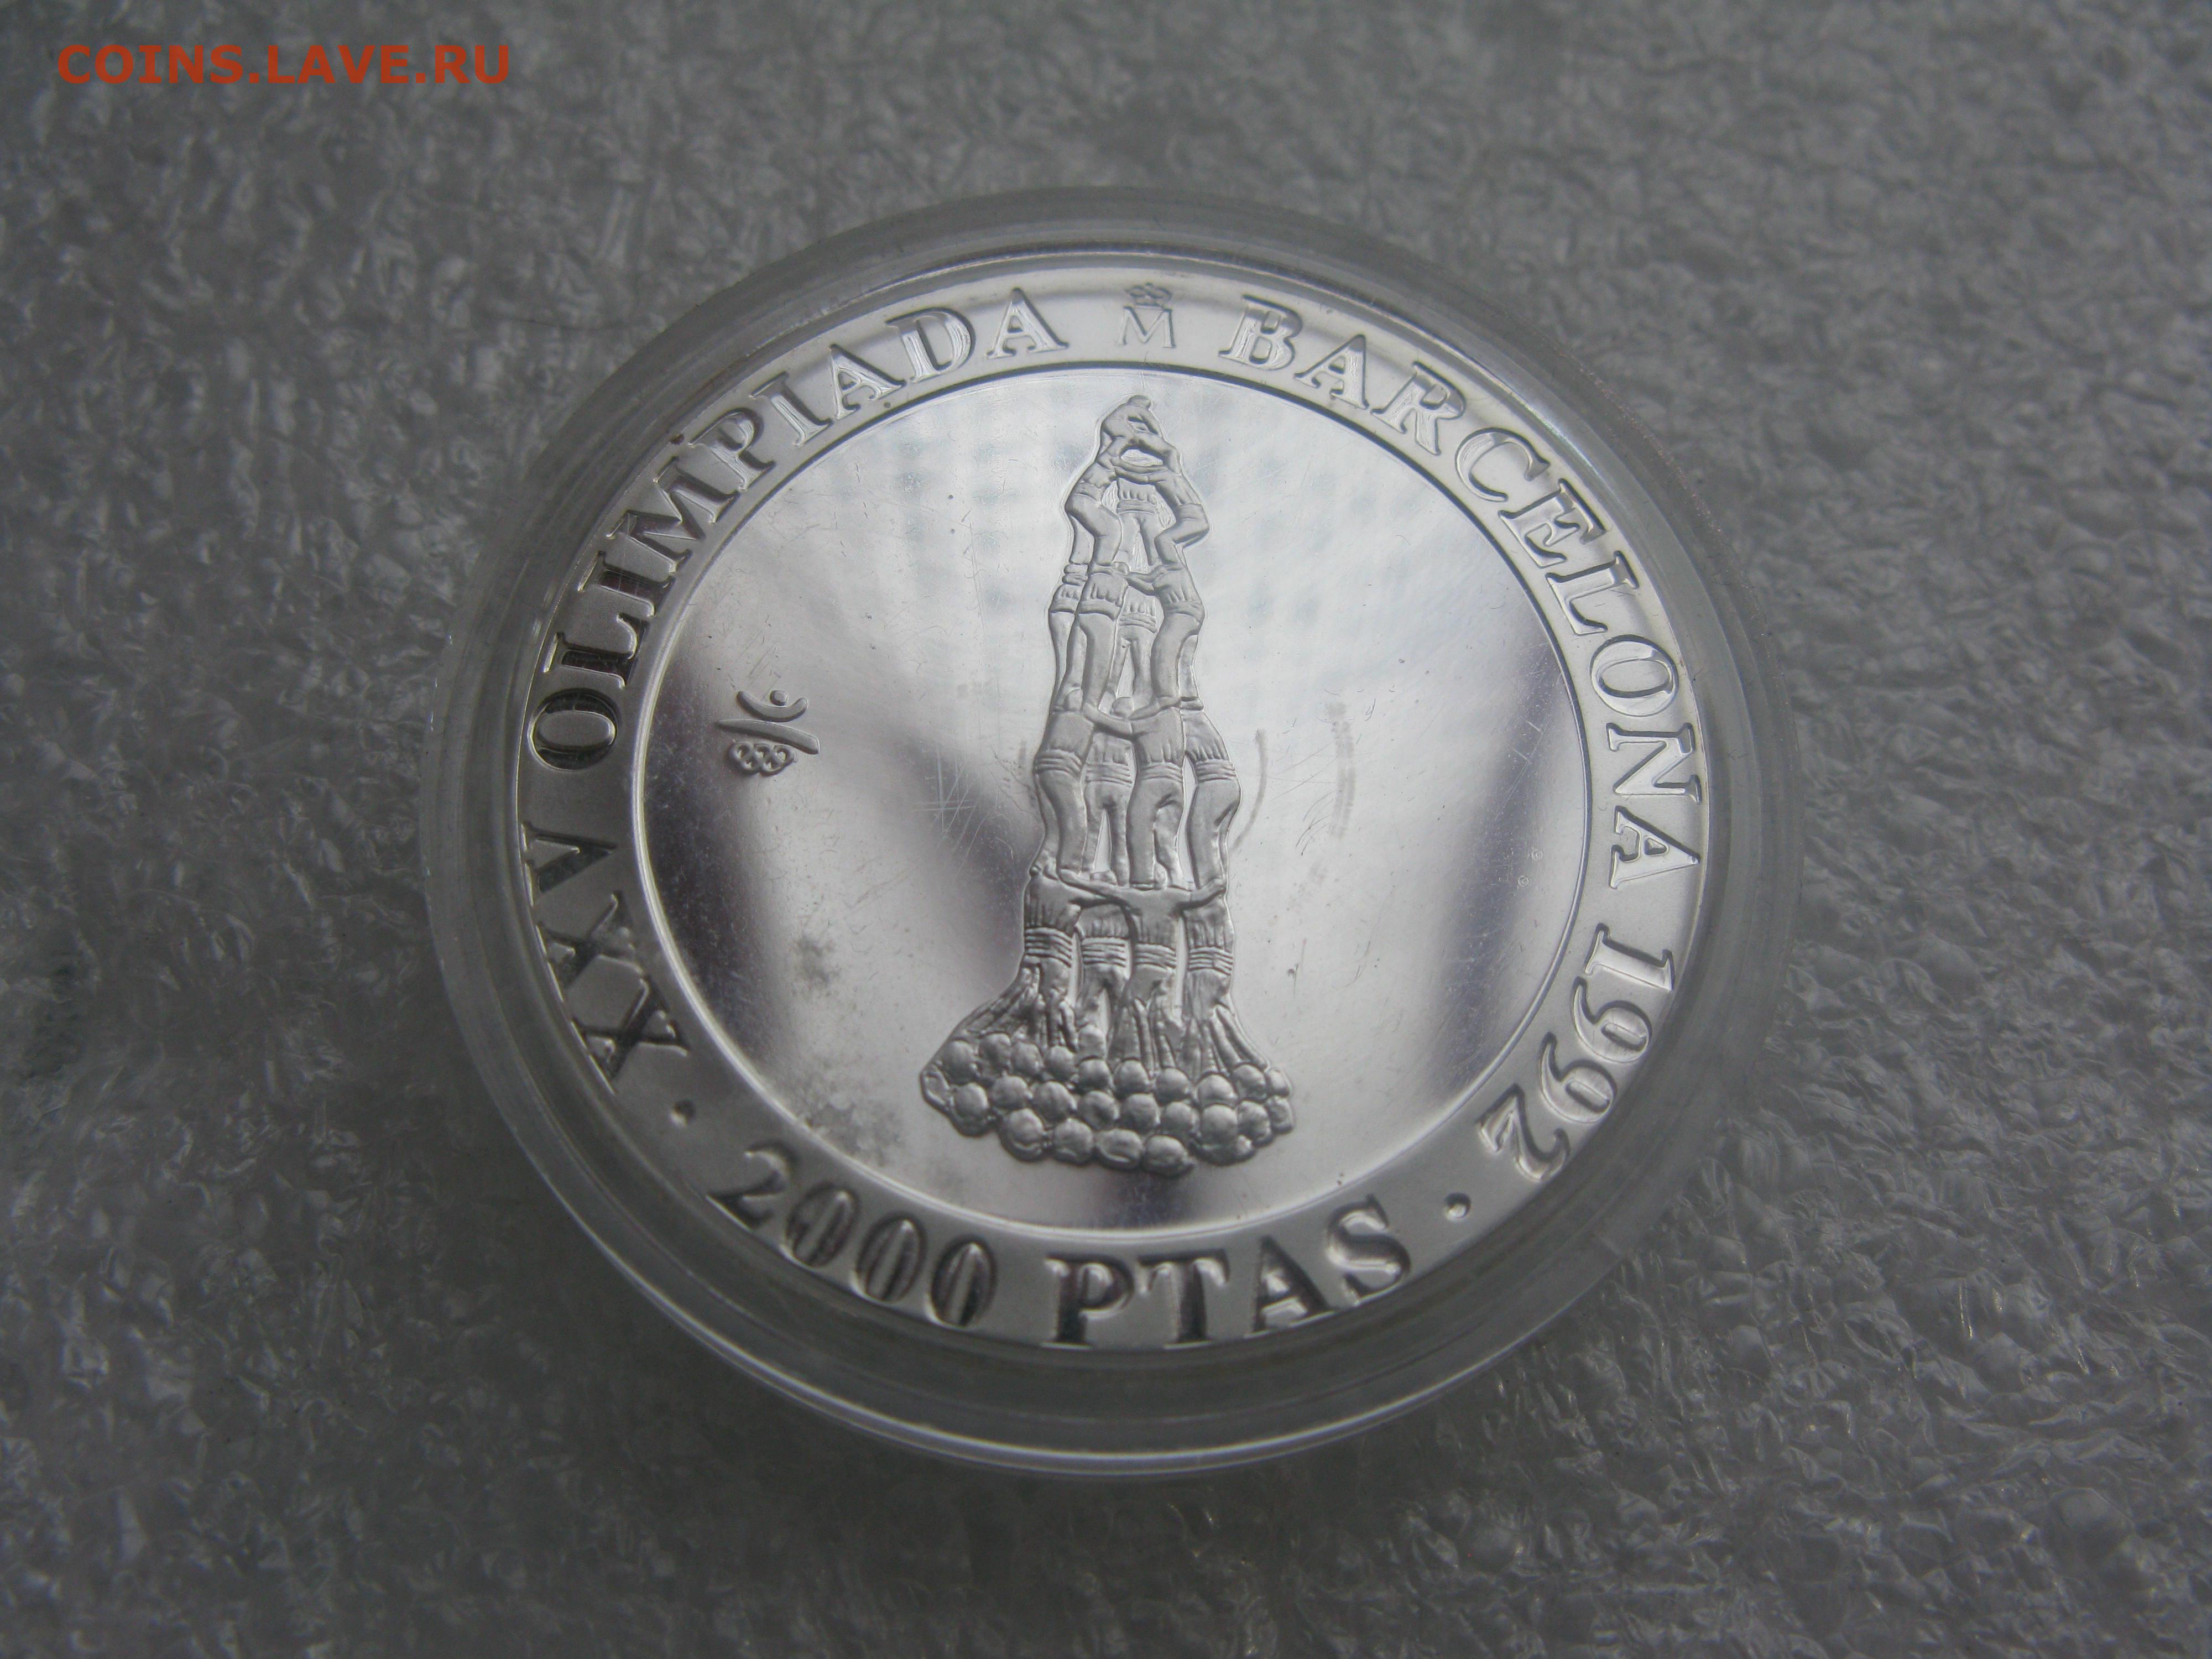 COINS.LAVE.RU
XXV OLIMPIADA M BARCELONA 1992
· 2000 PTAS ·